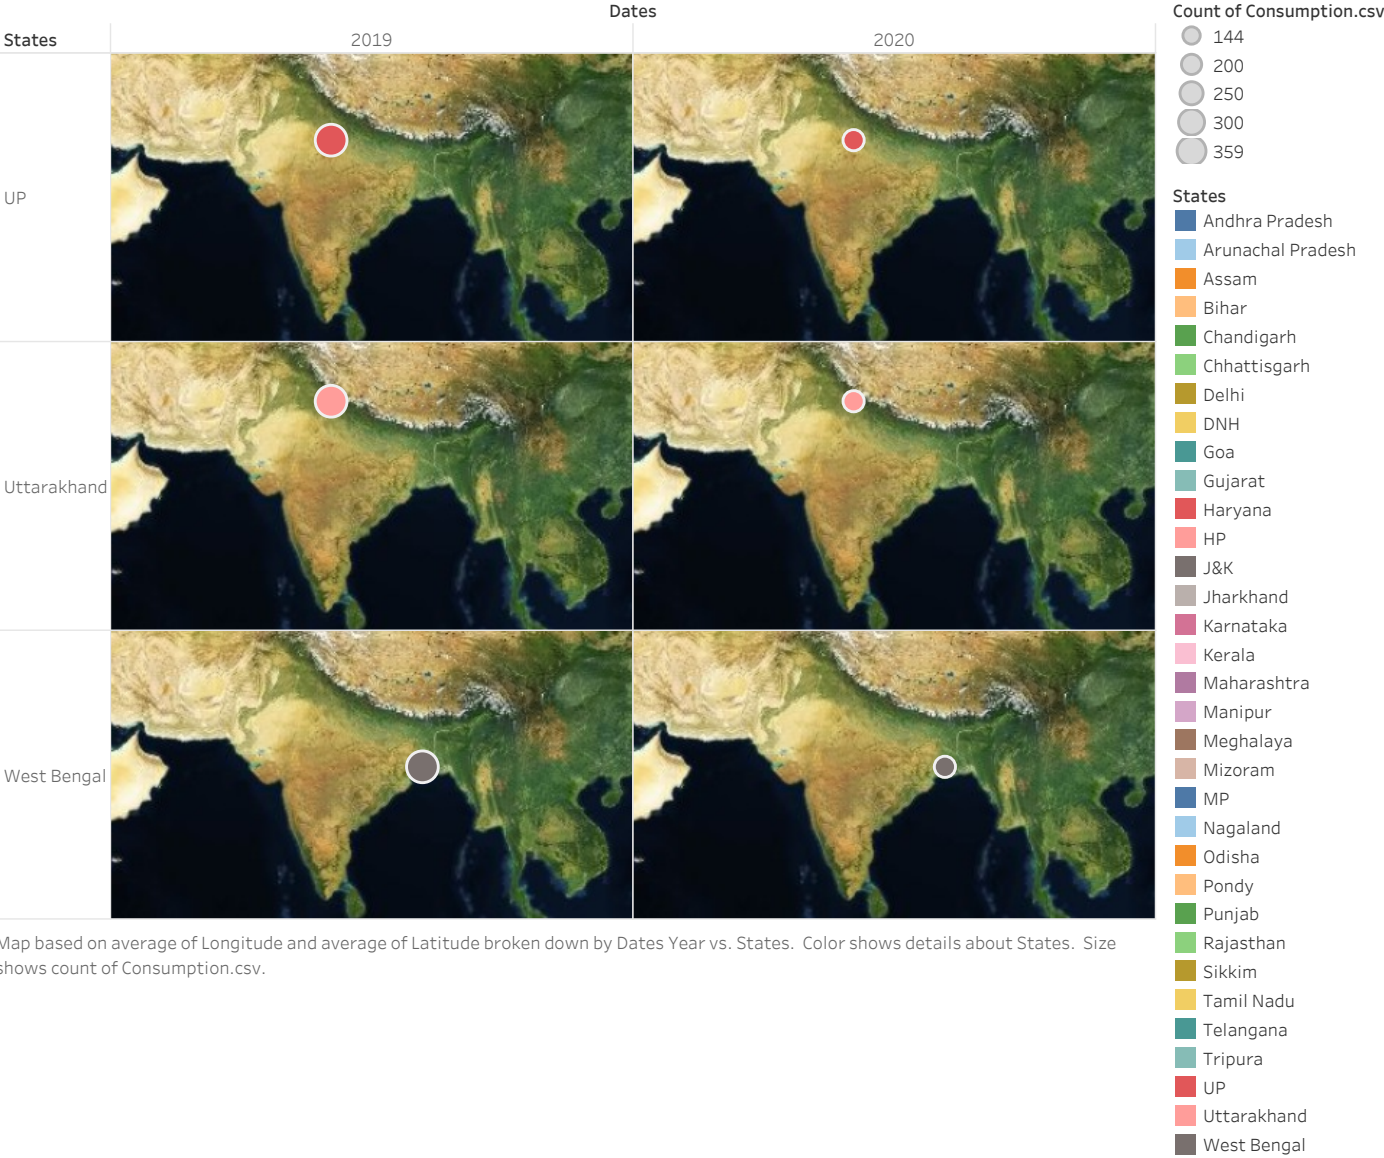 Dates
States
2019
2020
UP
Uttarakhand
West Bengal
Map based on average of Longitude and average of Latitude broken down by Dates Year vs. States.  Color shows details about States.  Size
shows count of Consumption.csv.
Count of Consumption.csv
144
200
250
300
359
States
Andhra Pradesh
Arunachal Pradesh
Assam
Bihar
Chandigarh
Chhattisgarh
Delhi
DNH
Goa
Gujarat
Haryana
HP
J&K
Jharkhand
Karnataka
Kerala
Maharashtra
Manipur
Meghalaya
Mizoram
MP
Nagaland
Odisha
Pondy
Punjab
Rajasthan
Sikkim
Tamil Nadu
Telangana
Tripura
UP
Uttarakhand
West Bengal